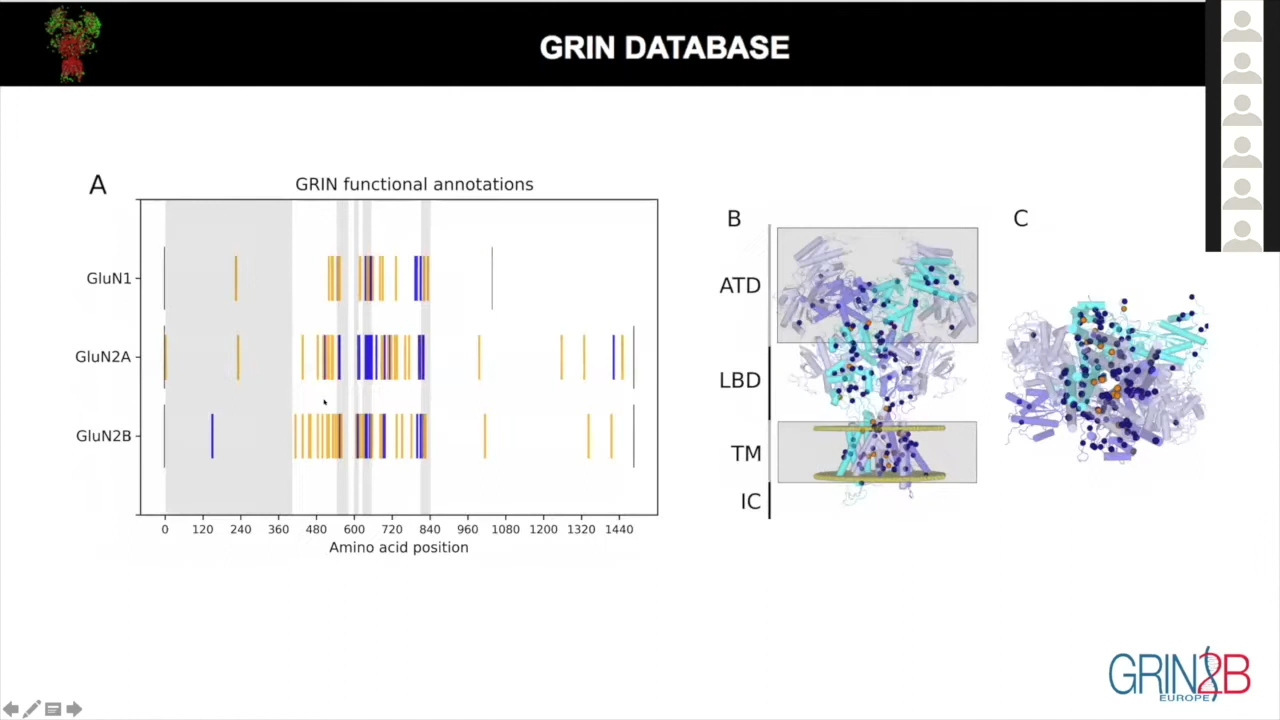 GRIN DATABASE
A
GRIN functional annotations
GluN1
GluN2A
GluN2B
0 120 240 360 480 600 720 840 960 1080 1200 1320 1440
Amino acid position
B
ATD
LBD
TM
IC
C
GRIN2B
EUROPE